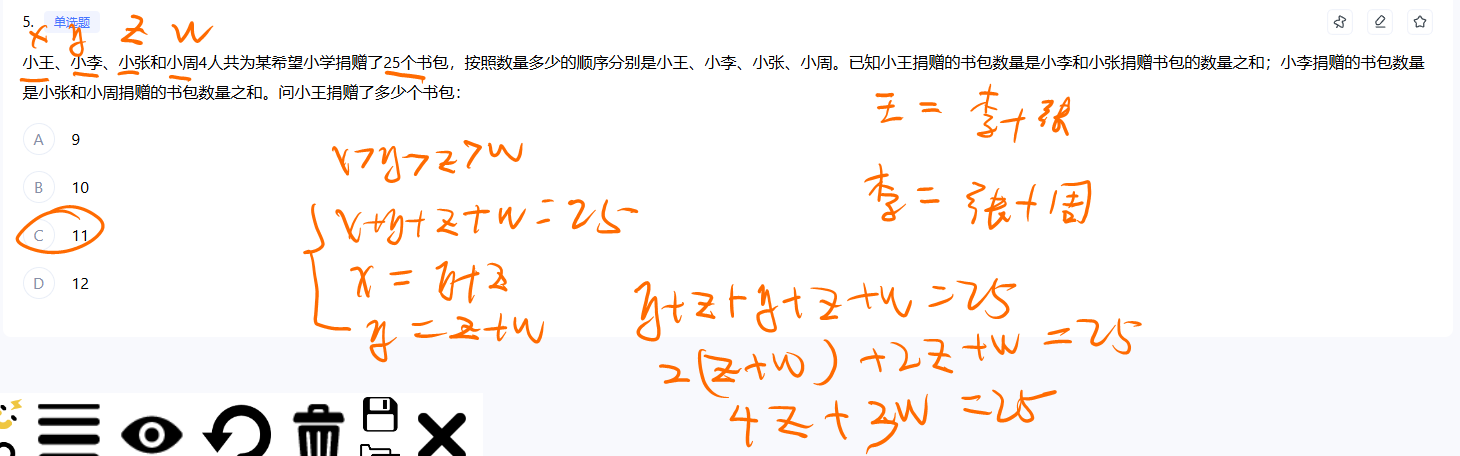 5. 单选题
x y z w
小王、小李、小张和小周4人共为某希望小学捐赠了25个书包，按照数量多少的顺序分别是小王、小李、小张、小周。已知小王捐赠的书包数量是小李和小张捐赠书包的数量之和；小李捐赠的书包数量
是小张和小周捐赠的书包数量之和。问小王捐赠了多少个书包：
A 9
B 10
C 11
D 12
王 = 李+张
李 = 张+周
x>y>z>w
x+y+z+w=25
x = y+z
y = z+w
y+z+y+z+w=25
2(z+w)+2z+w=25
4z+3w=25